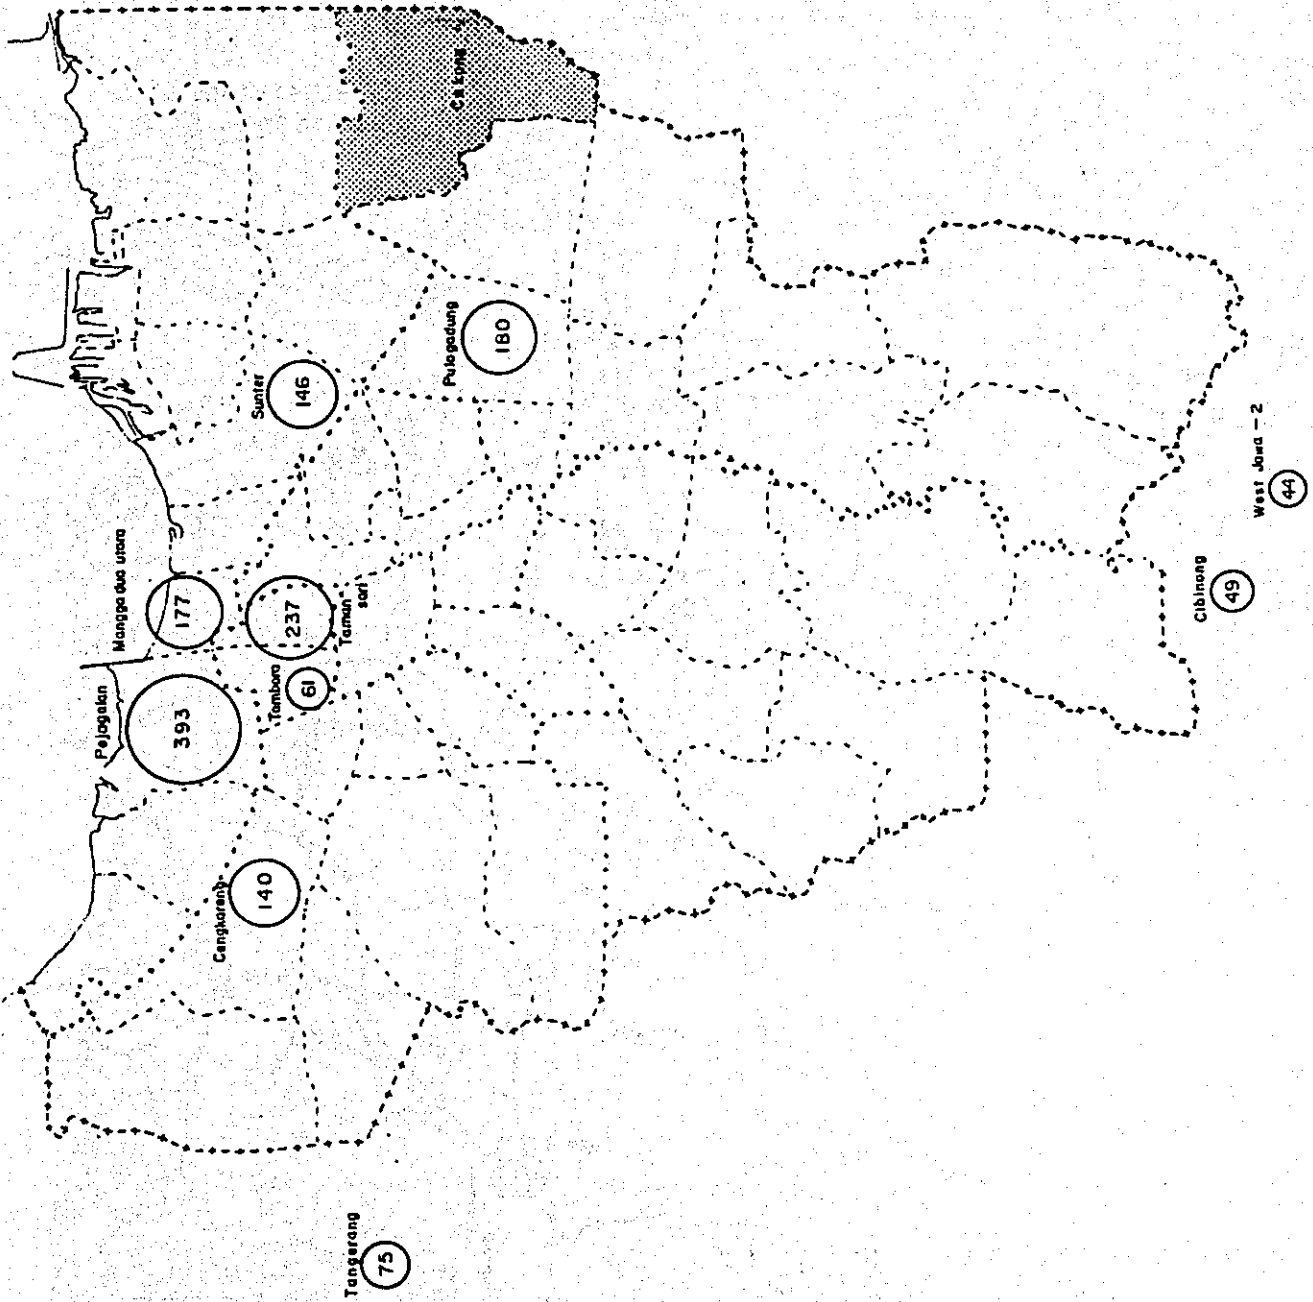 Cakung
Pulogadung
180
Sunter
146
Mangga dua utara
177
237
Taman
sari
Pejagalan
393
Tambora
61
Cengkareng
140
Tangerang
75
Cibinong
49
West Jawa - 2
44